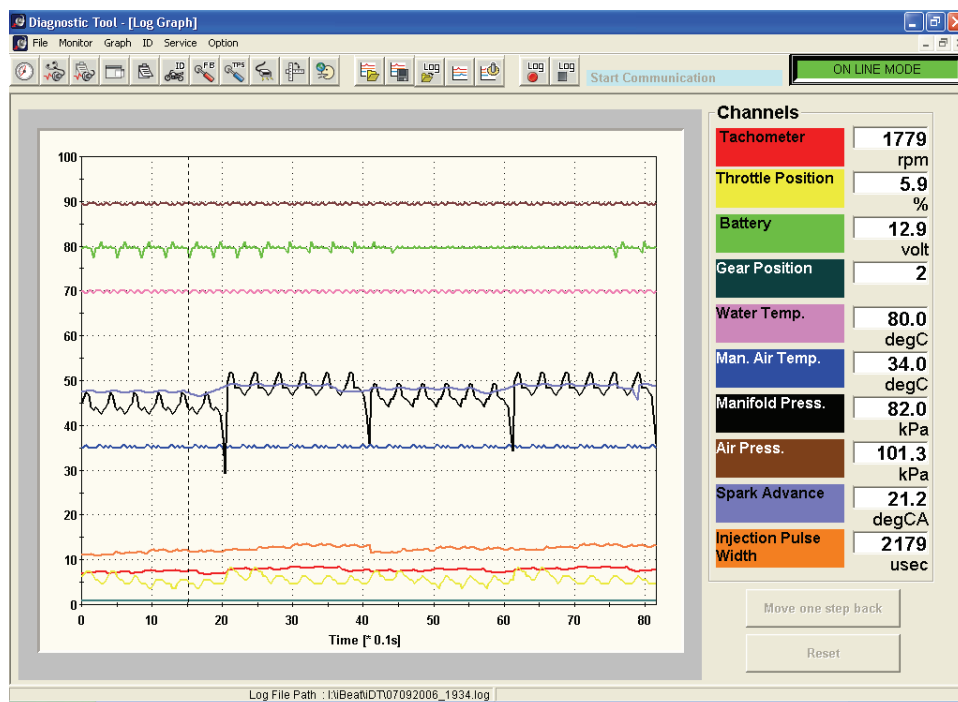 Diagnostic Tool - [Log Graph]
File Monitor Graph ID Service Option
ID FB TPS LOG LOG LOG
Start Communication
ON LINE MODE
Channels
Tachometer 1779
rpm
Throttle Position 5.9
%
Battery 12.9
volt
Gear Position 2
Water Temp. 80.0
degC
Man. Air Temp. 34.0
degC
Manifold Press. 82.0
kPa
Air Press. 101.3
kPa
Spark Advance 21.2
degCA
Injection Pulse Width 2179
usec
100
90
80
70
60
50
40
30
20
10
0
0 10 20 30 40 50 60 70 80
Time [* 0.1s]
Move one step back
Reset
Log File Path : I:\iBeat\iDT\07092006_1934.log